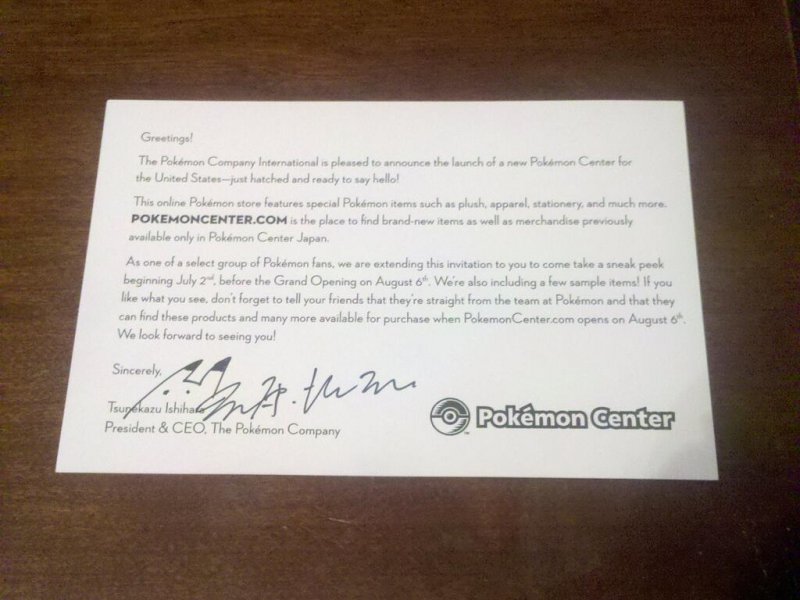 Greetings!
The Pokémon Company International is pleased to announce the launch of a new Pokémon Center for
the United States—just hatched and ready to say hello!
This online Pokémon store features special Pokémon items such as plush, apparel, stationery, and much more.
POKEMONCENTER.COM is the place to find brand-new items as well as merchandise previously
available only in Pokémon Center Japan.
As one of a select group of Pokémon fans, we are extending this invitation to you to come take a sneak peek
beginning July 2nd, before the Grand Opening on August 6th. We're also including a few sample items! If you
like what you see, don't forget to tell your friends that they're straight from the team at Pokémon and that they
can find these products and many more available for purchase when PokemonCenter.com opens on August 6th.
We look forward to seeing you!
Sincerely,
Tsunekazu Ishihara
President & CEO, The Pokémon Company
Pokémon Center